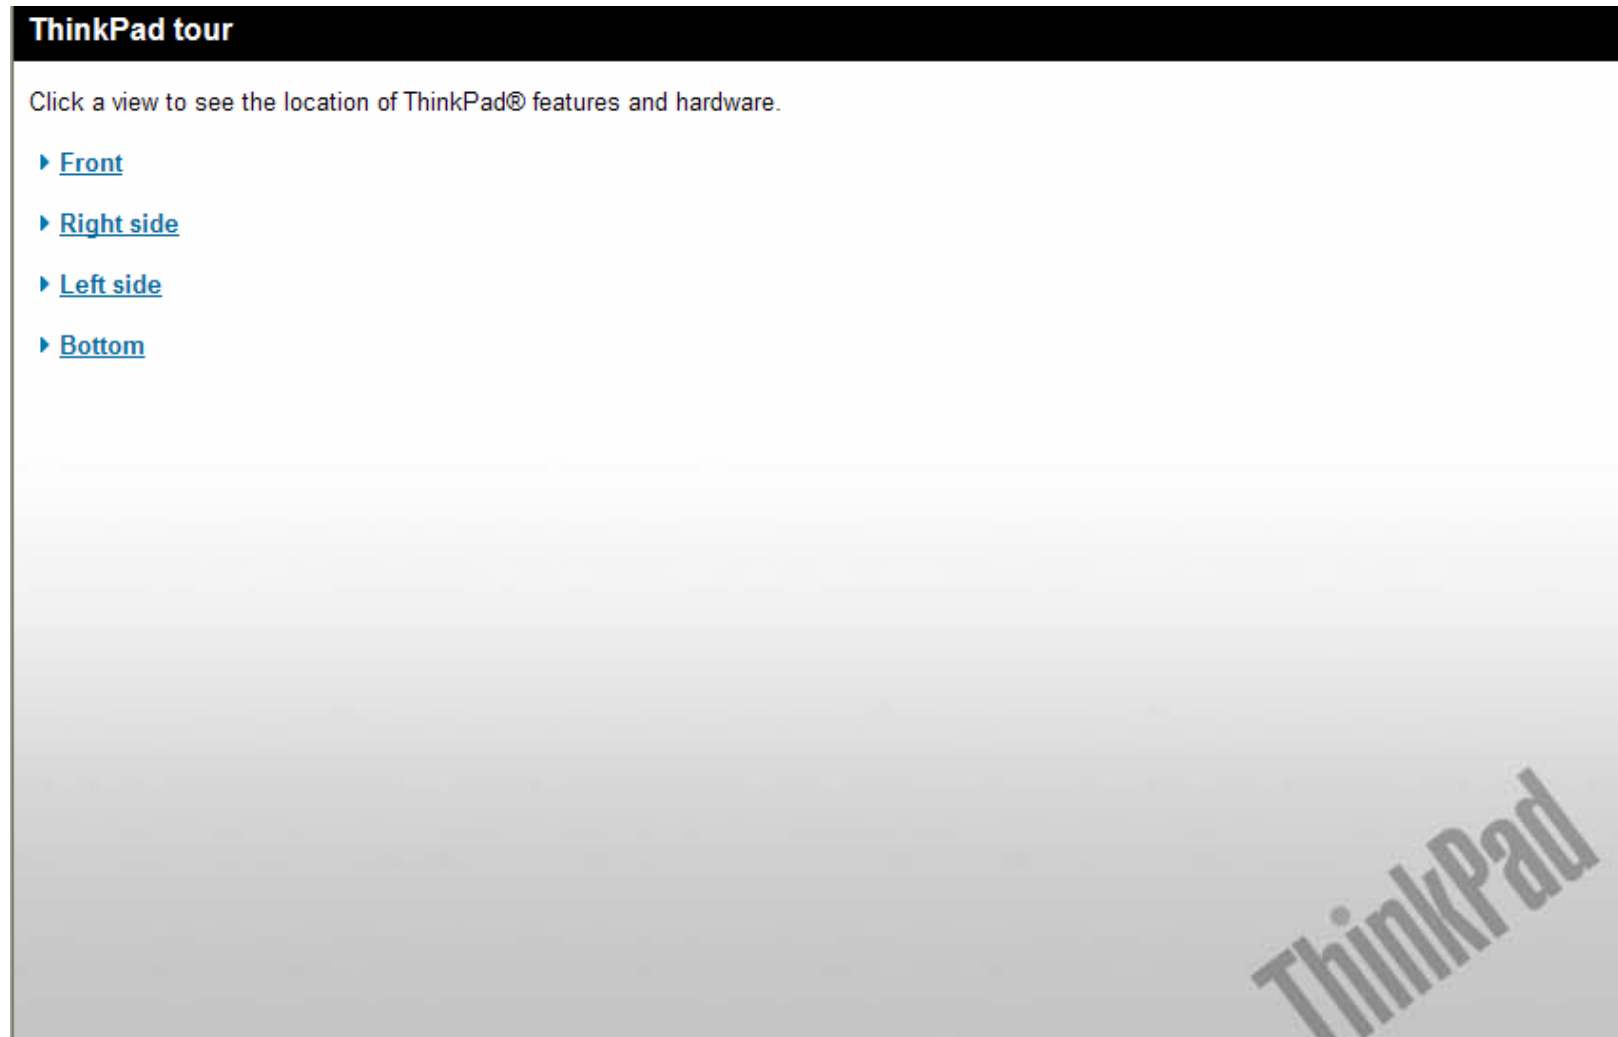 ThinkPad tour
Click a view to see the location of ThinkPad® features and hardware.
Front
Right side
Left side
Bottom
ThinkPad